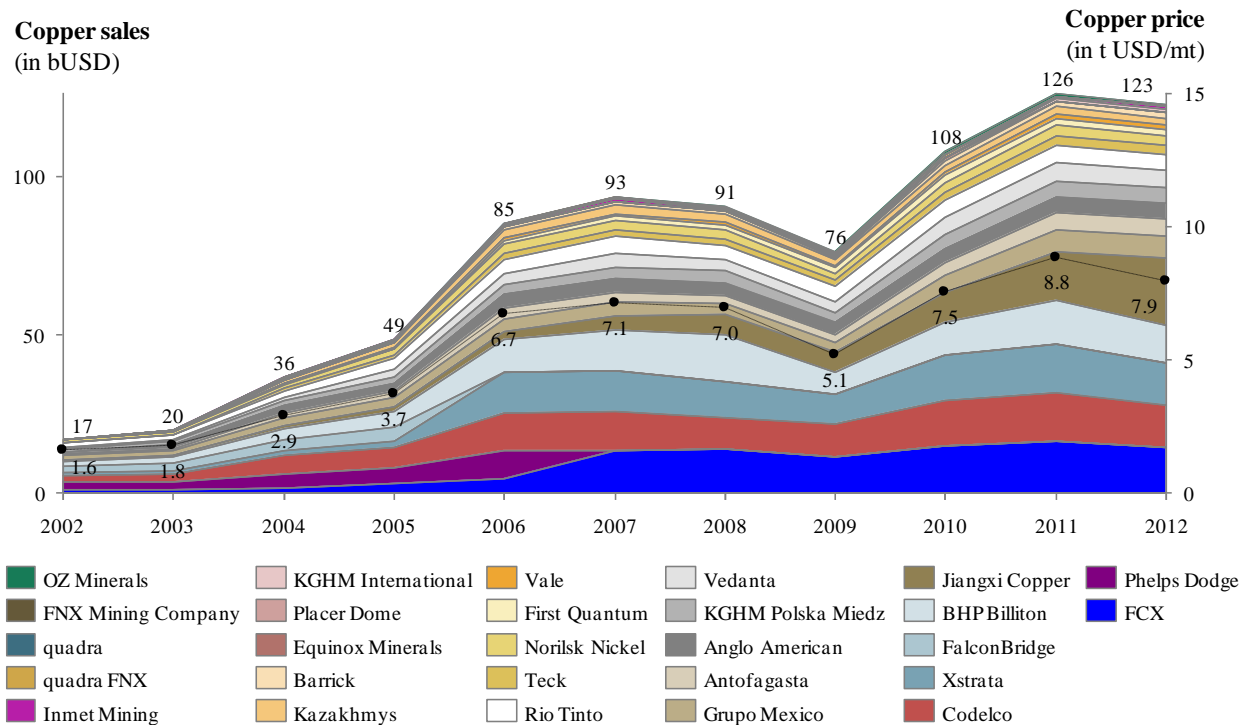 Copper sales
(in bUSD)
Copper price
(in t USD/mt)
126
123
15
108
100
93
91
85
76
10
50
49
36
20
17
8.8
7.9
7.5
7.1
7.0
6.7
5.1
5
3.7
2.9
1.8
1.6
0
0
2002 2003 2004 2005 2006 2007 2008 2009 2010 2011 2012
OZ Minerals KGHM International Vale Vedanta Jiangxi Copper Phelps Dodge
FNX Mining Company Placer Dome First Quantum KGHM Polska Miedz BHP Billiton FCX
quadra Equinox Minerals Norilsk Nickel Anglo American FalconBridge
quadra FNX Barrick Teck Antofagasta Xstrata
Inmet Mining Kazakhmys Rio Tinto Grupo Mexico Codelco